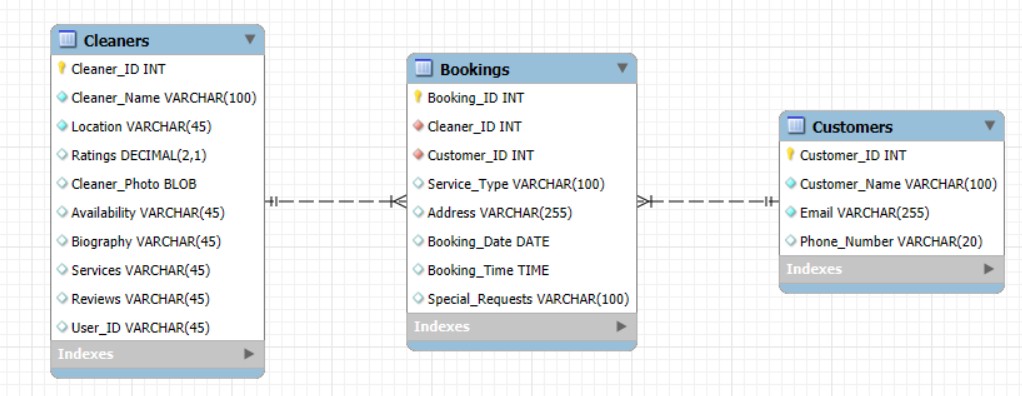 Cleaners
Cleaner_ID INT
Cleaner_Name VARCHAR(100)
Location VARCHAR(45)
Ratings DECIMAL(2,1)
Cleaner_Photo BLOB
Availability VARCHAR(45)
Biography VARCHAR(45)
Services VARCHAR(45)
Reviews VARCHAR(45)
User_ID VARCHAR(45)
Indexes
Bookings
Booking_ID INT
Cleaner_ID INT
Customer_ID INT
Service_Type VARCHAR(100)
Address VARCHAR(255)
Booking_Date DATE
Booking_Time TIME
Special_Requests VARCHAR(100)
Indexes
Customers
Customer_ID INT
Customer_Name VARCHAR(100)
Email VARCHAR(255)
Phone_Number VARCHAR(20)
Indexes